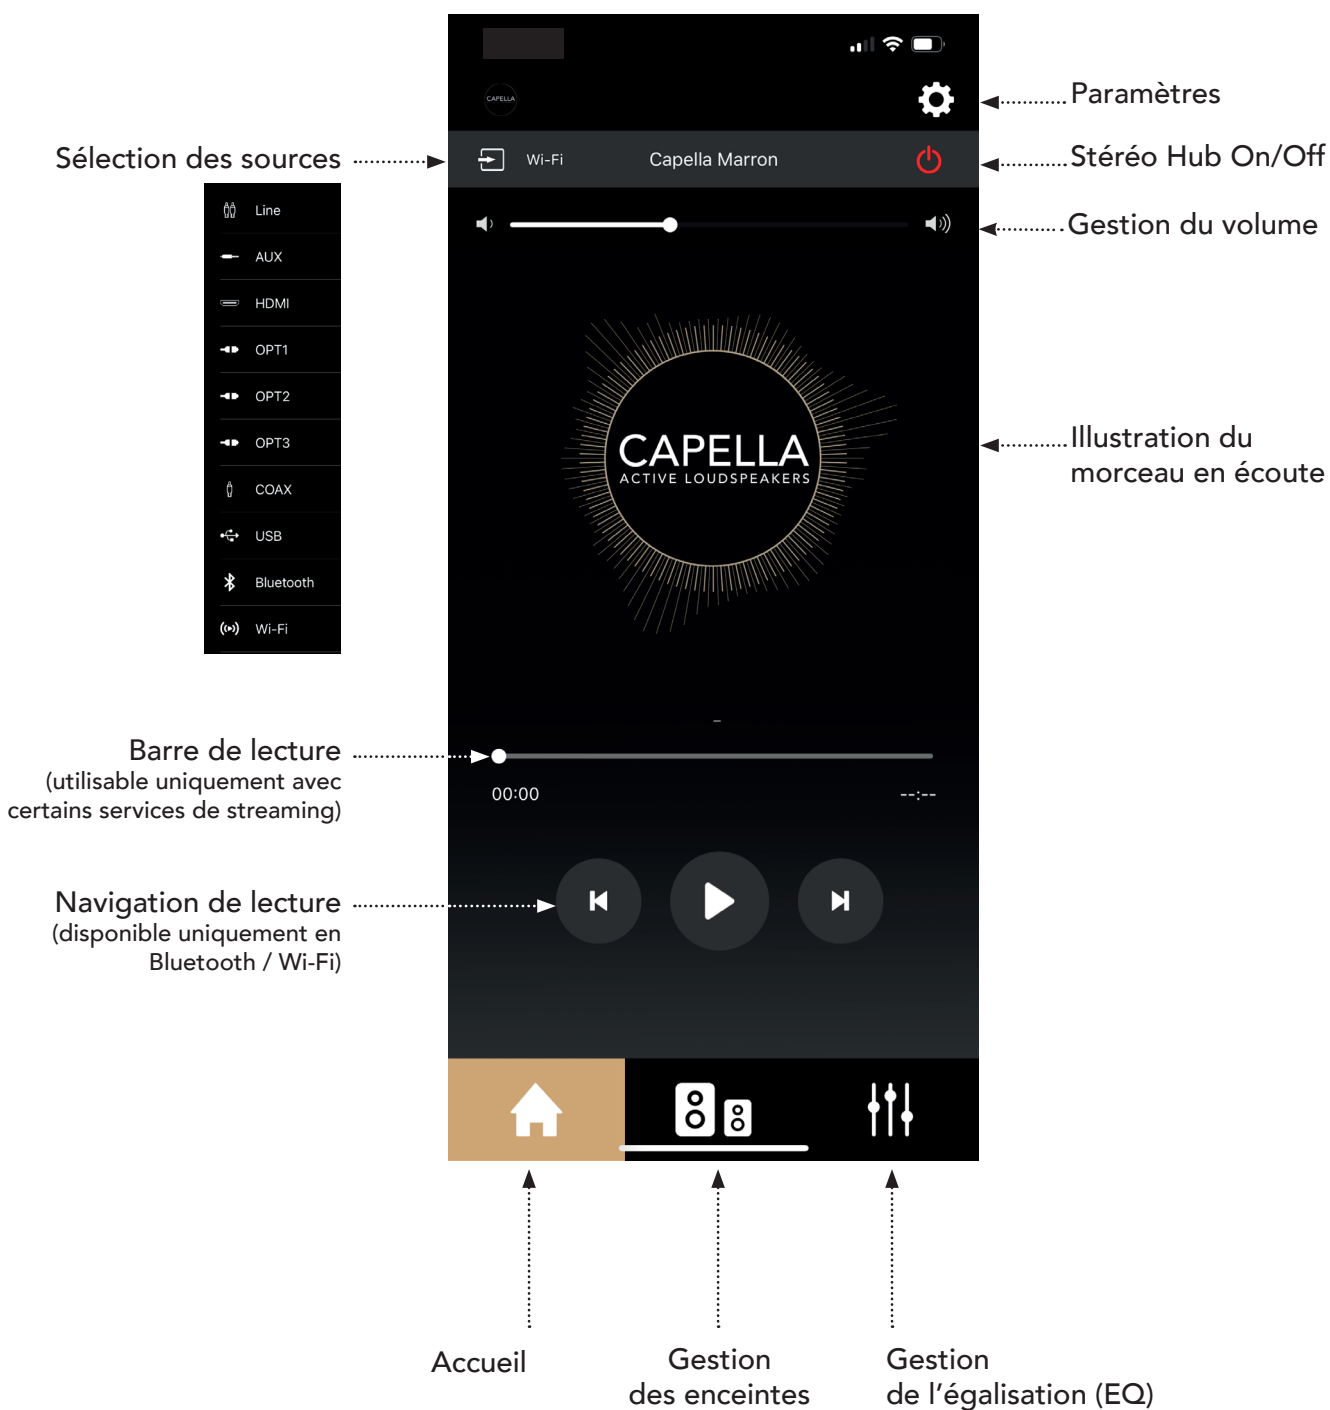 CAPELLA
Paramètres
Sélection des sources
Wi-Fi
Capella Marron
Stéréo Hub On/Off
Line
AUX
HDMI
OPT1
OPT2
OPT3
COAX
USB
Bluetooth
Wi-Fi
Gestion du volume
CAPELLA
ACTIVE LOUDSPEAKERS
Illustration du
morceau en écoute
–
Barre de lecture
(utilisable uniquement avec
certains services de streaming)
00:00
--:--
Navigation de lecture
(disponible uniquement en
Bluetooth / Wi-Fi)
Accueil
Gestion
des enceintes
Gestion
de l'égalisation (EQ)